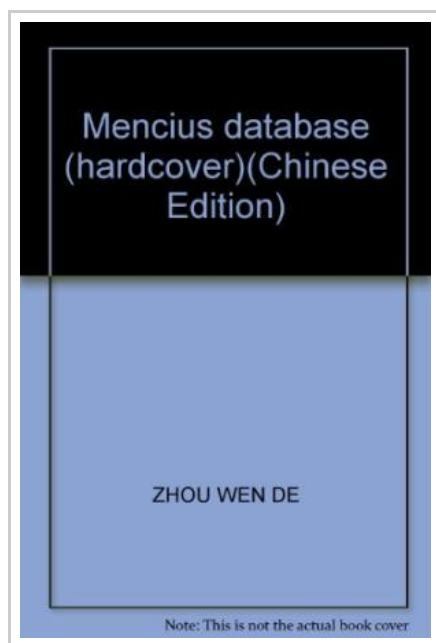 Mencius database
(hardcover)(Chinese
Edition)
ZHOU WEN DE
Note: This is not the actual book cover